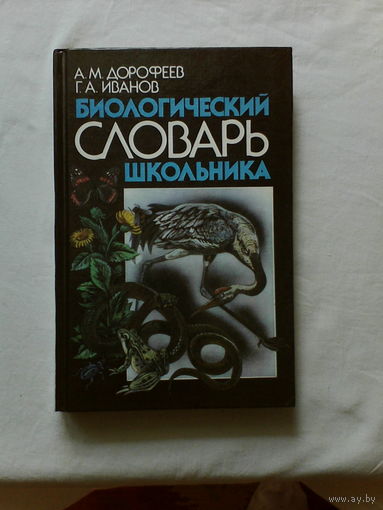 А. М. ДОРОФЕЕВ
Г. А. ИВАНОВ
БИОЛОГИЧЕСКИЙ
СЛОВАРЬ
ШКОЛЬНИКА
www.ay.by